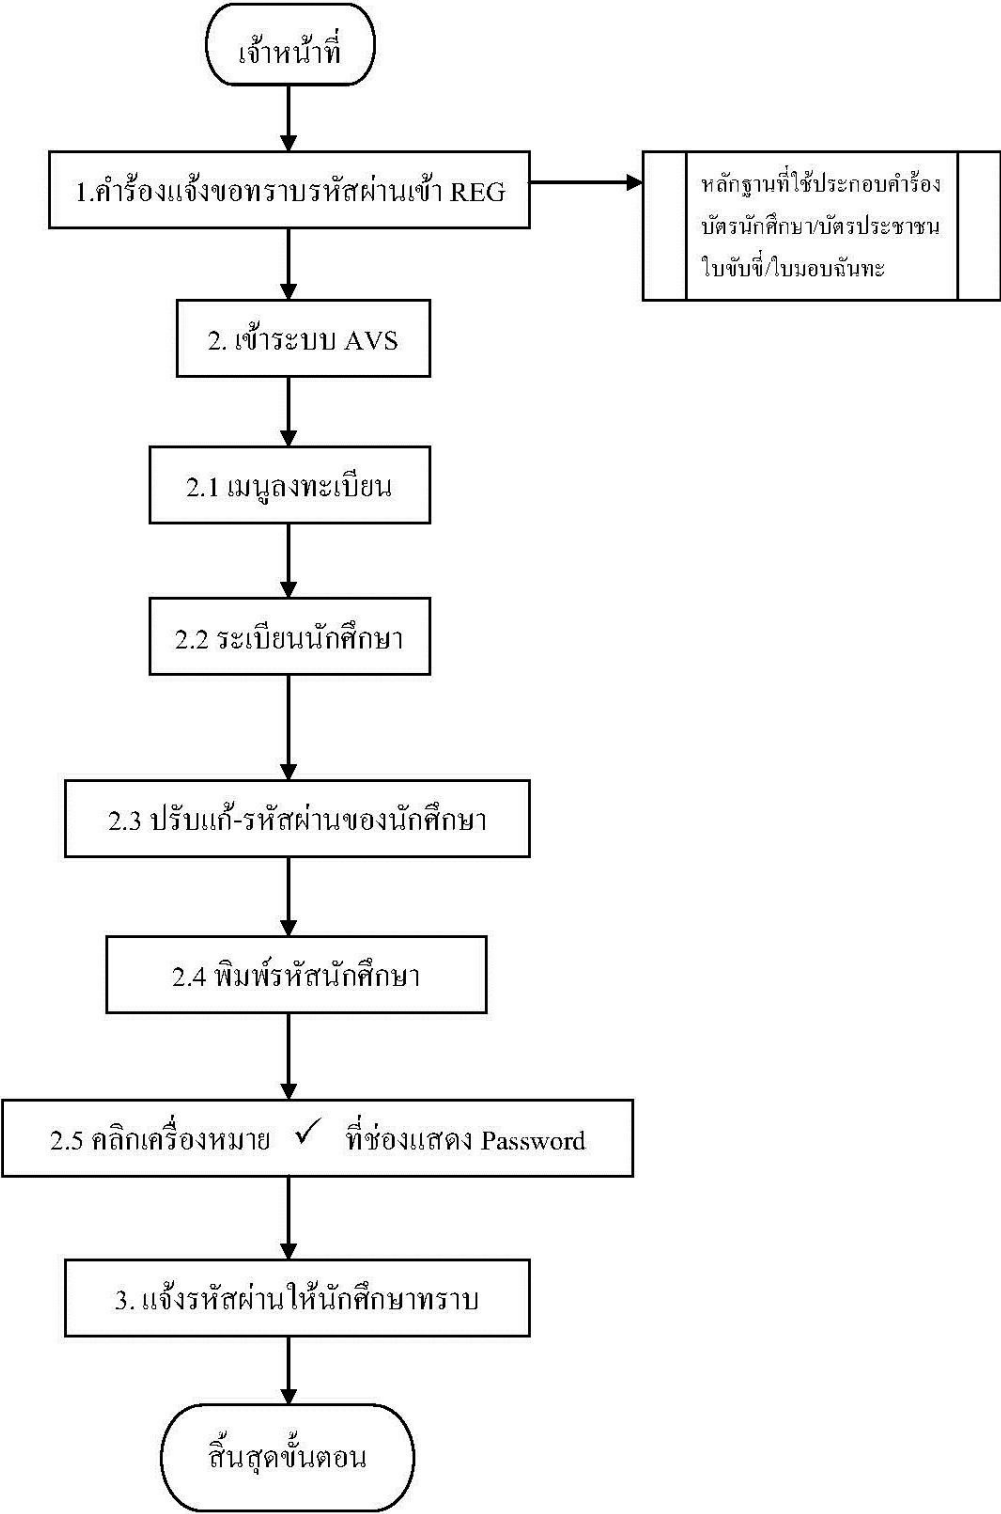 เจ้าหน้าที่
1.คำร้องแจ้งขอทราบรหัสผ่านเข้า REG
หลักฐานที่ใช้ประกอบคำร้อง
บัตรนักศึกษา/บัตรประชาชน
ใบขับขี่/ใบมอบฉันทะ
2. เข้าระบบ AVS
2.1 เมนูลงทะเบียน
2.2 ระเบียนนักศึกษา
2.3 ปรับแก้-รหัสผ่านของนักศึกษา
2.4 พิมพ์รหัสนักศึกษา
2.5 คลิกเครื่องหมาย ✓ ที่ช่องแสดง Password
3. แจ้งรหัสผ่านให้นักศึกษาทราบ
สิ้นสุดขั้นตอน